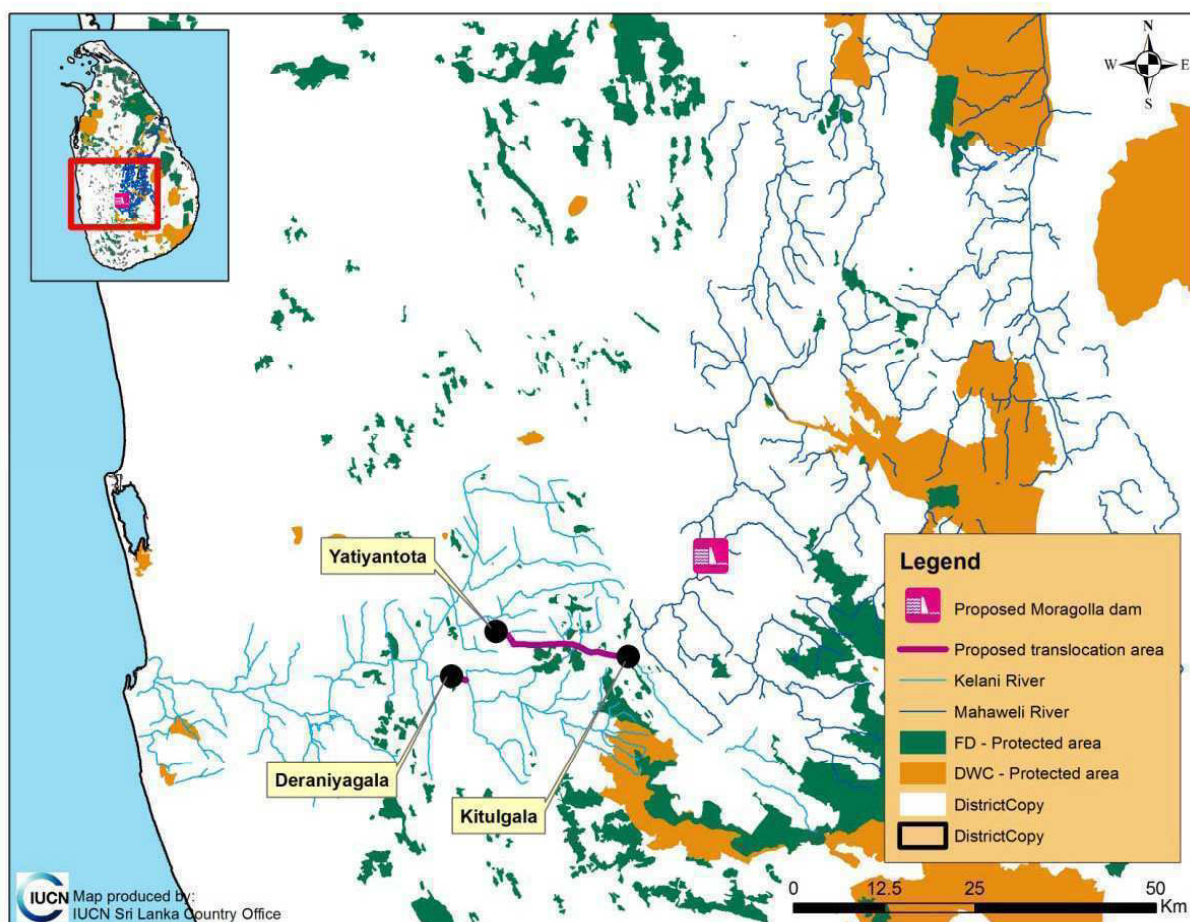 N
W E
S
Yatiyantota
Deraniyagala
Kitulgala
Legend
Proposed Moragolla dam
Proposed translocation area
Kelani River
Mahaweli River
FD - Protected area
DWC - Protected area
DistrictCopy
DistrictCopy
0 12.5 25 50
Km
IUCN
Map produced by:
IUCN Sri Lanka Country Office